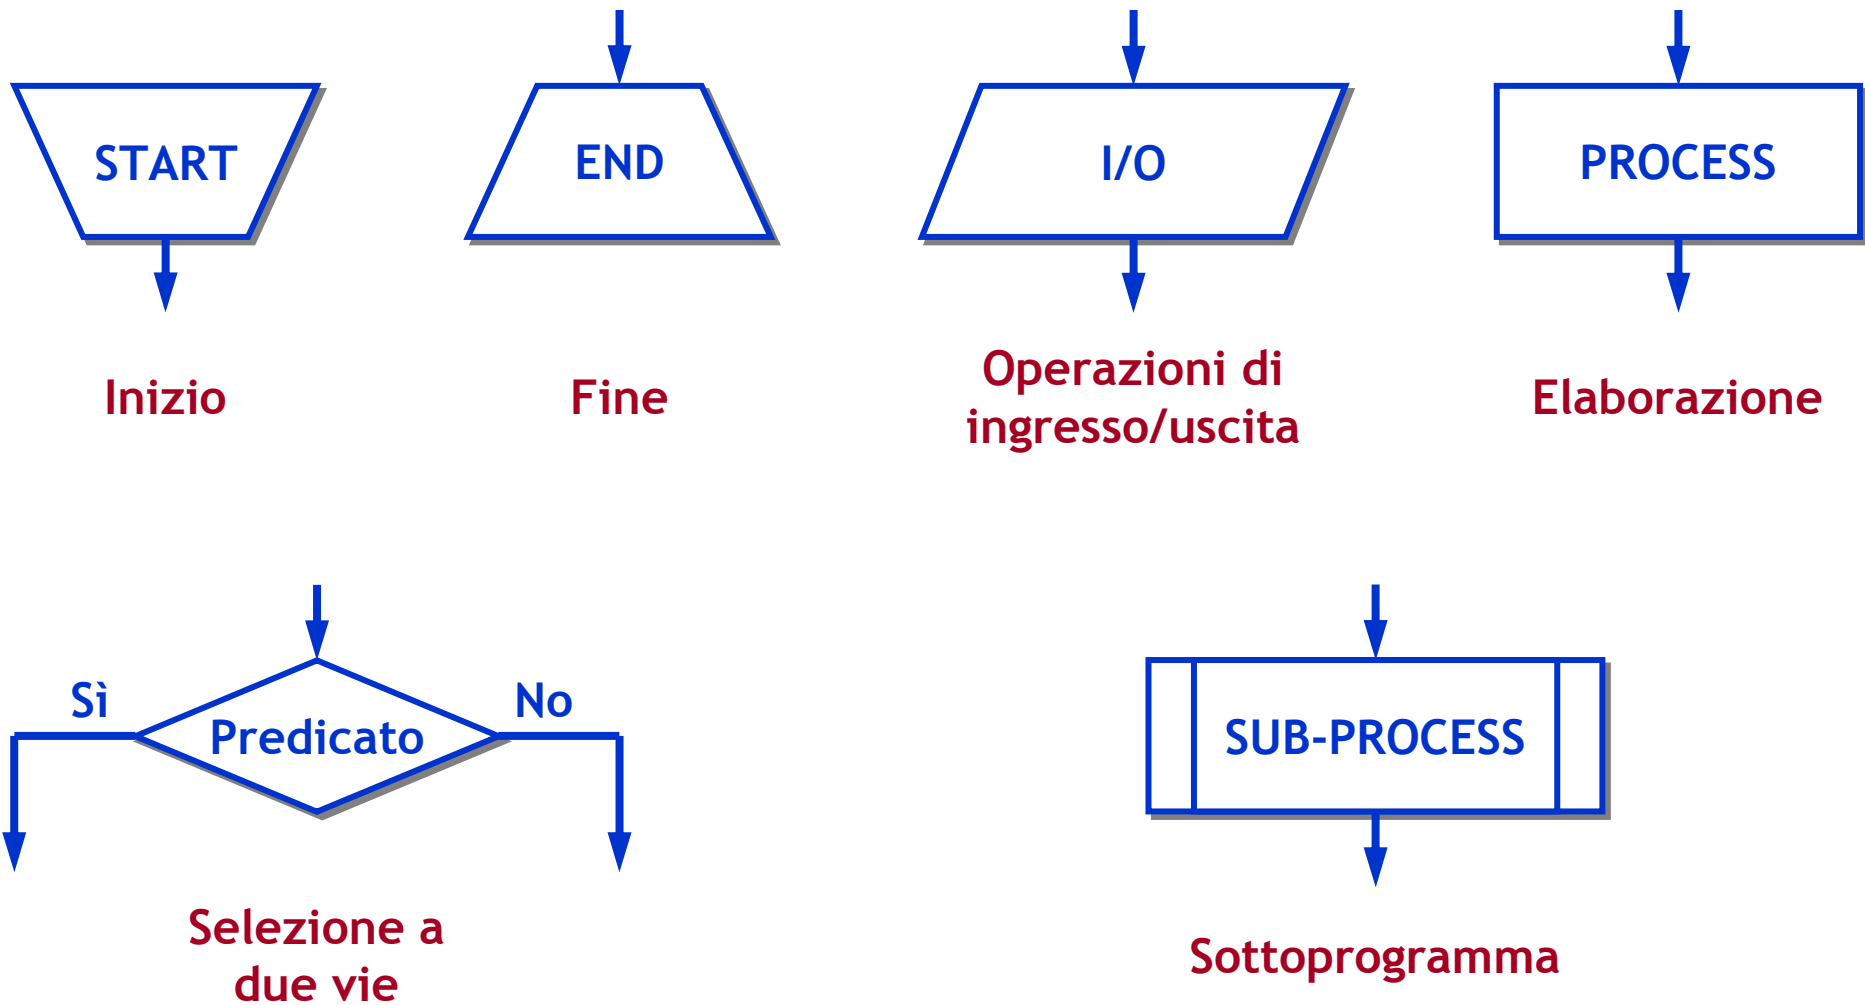 START
END
I/O
PROCESS
Inizio
Fine
Operazioni di
ingresso/uscita
Elaborazione
Sì
Predicato
No
SUB-PROCESS
Selezione a
due vie
Sottoprogramma